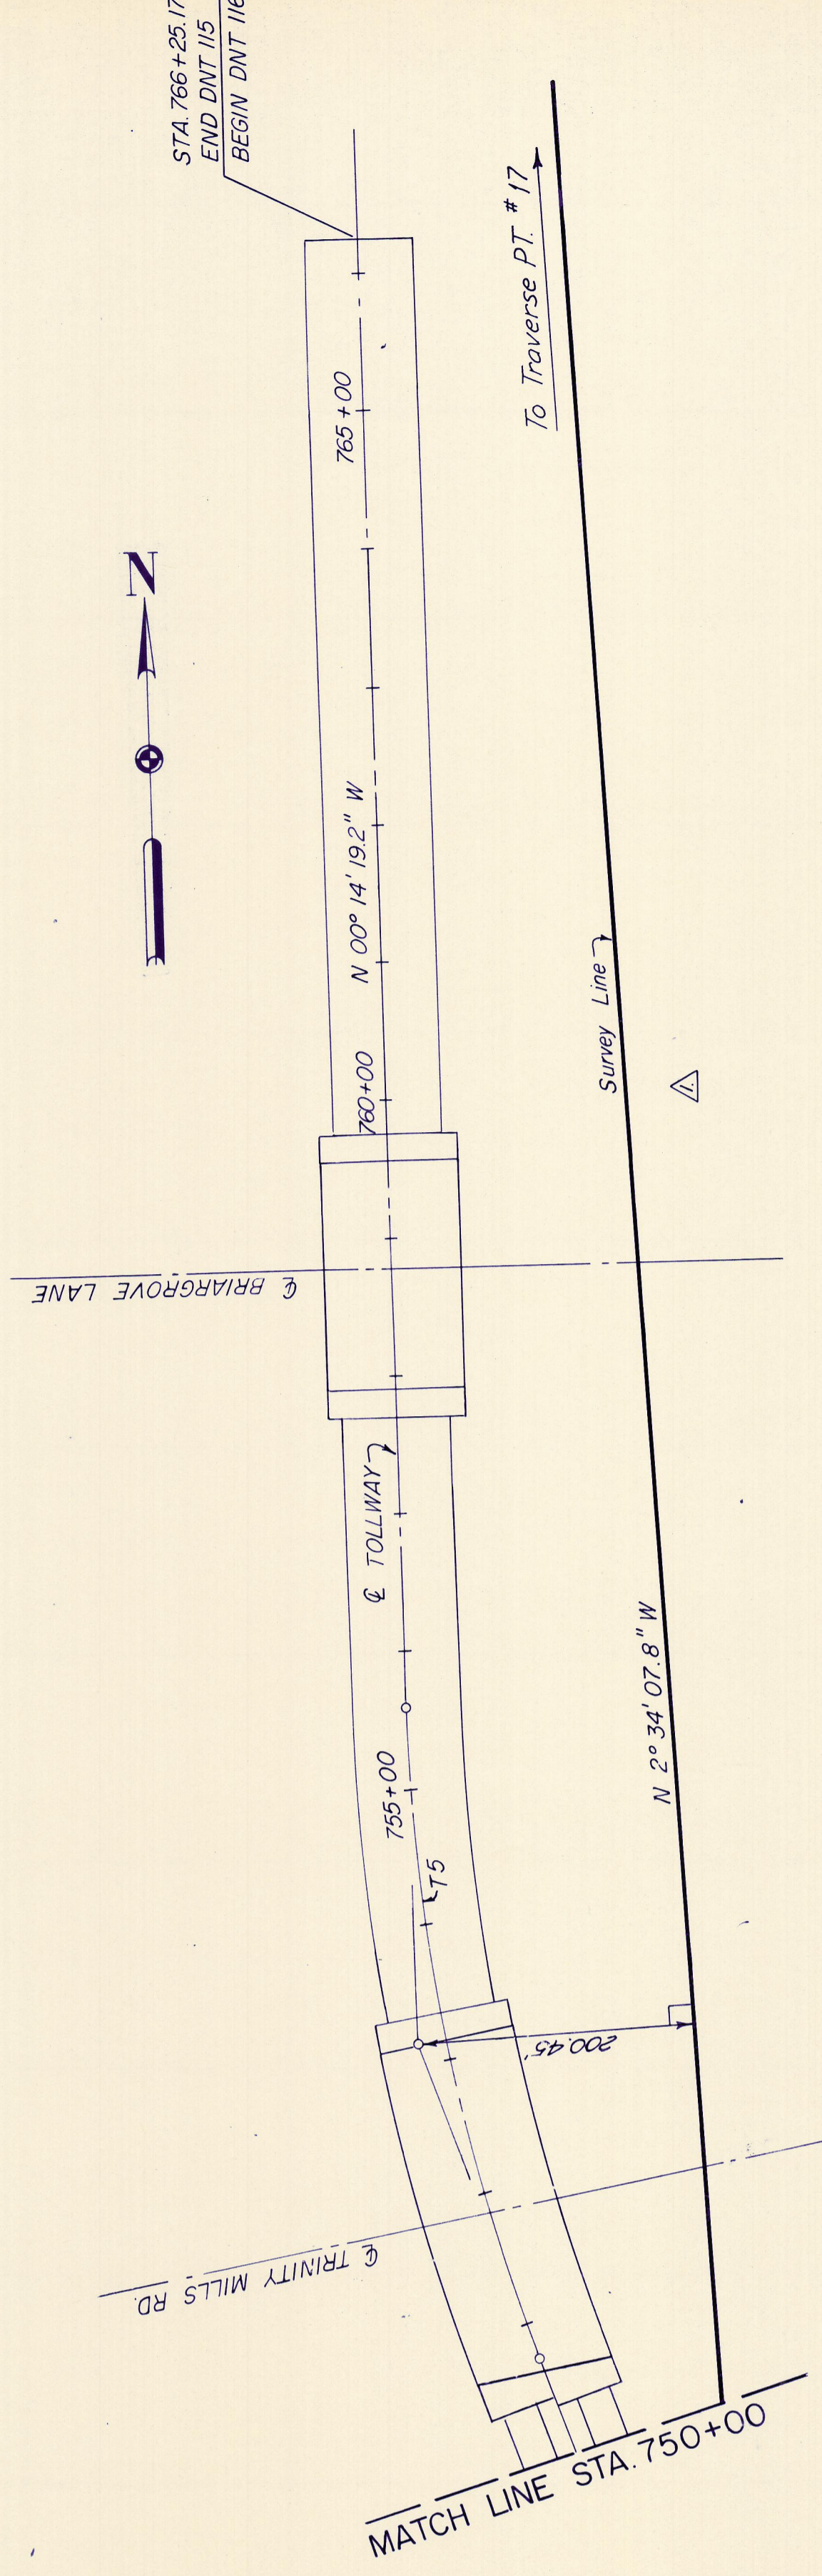 STA. 766+25.17
END DNT 115
BEGIN DNT 116
To Traverse PT. #17
765+00
N
N 00° 14' 19.2" W
760+00
Survey Line
1.
℄ BRIARGROVE LANE
℄ TOLLWAY
N 2° 34' 07.8" W
755+00
T5
200.45'
℄ TRINITY MILLS RD.
MATCH LINE STA. 750+00